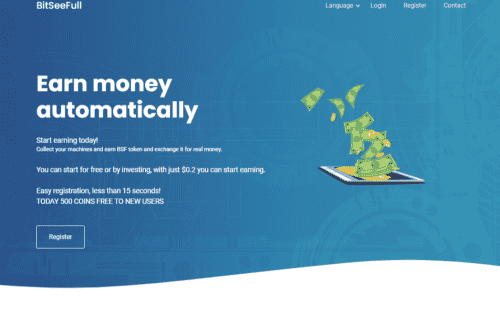 BitSeeFull
Language Login Register Contact
Earn money
automatically
Start earning today!
Collect your machines and earn BSF token and exchange it for real money.
You can start for free or by investing, with just $0.2 you can start earning.
Easy registration, less than 15 seconds!
TODAY 500 COINS FREE TO NEW USERS
Register